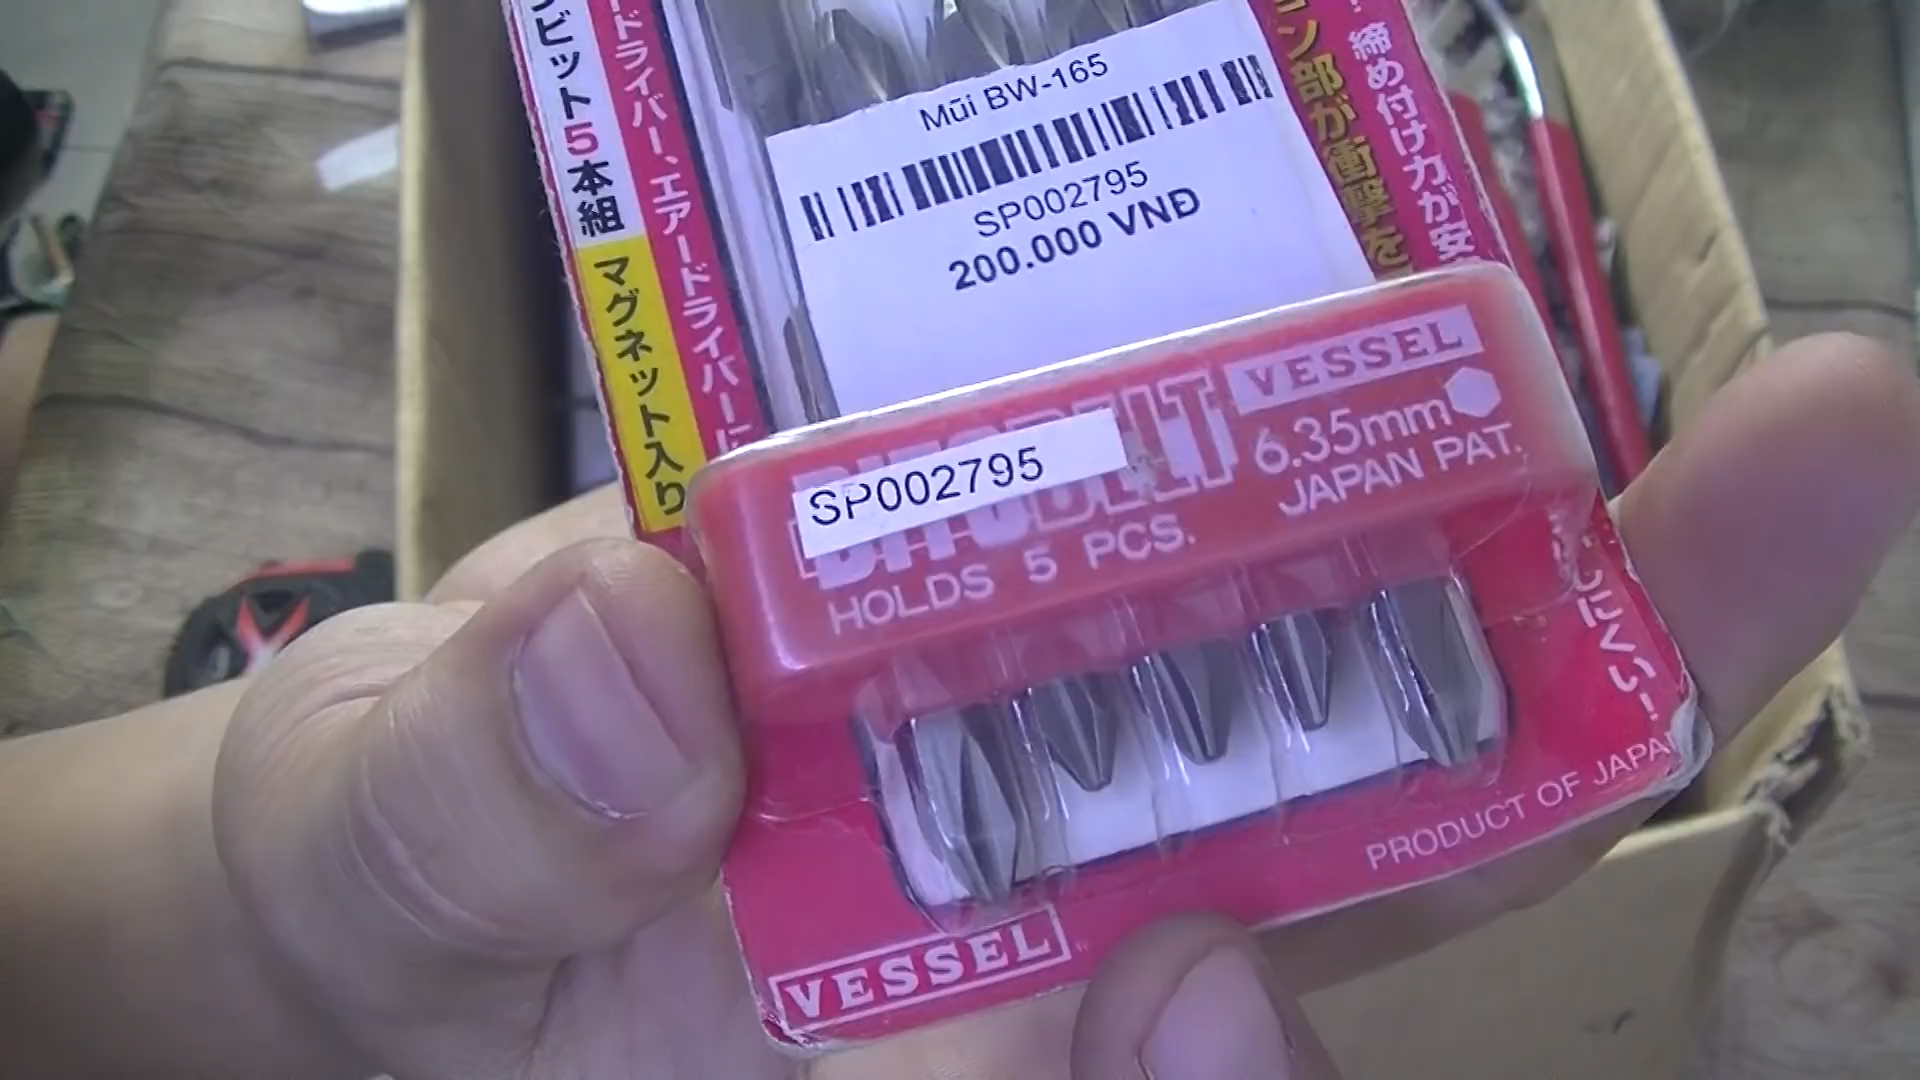 ビット5本組
マグネット入り
ドライバー、エアードライバーに
ン部が衝撃を
締め付け力が安
しにくい!
Mũi BW-165
SP002795
200.000 VNĐ
VESSEL
6.35mm
JAPAN PAT.
SP002795
HOLDS 5 PCS.
PRODUCT OF JAPAN
VESSEL